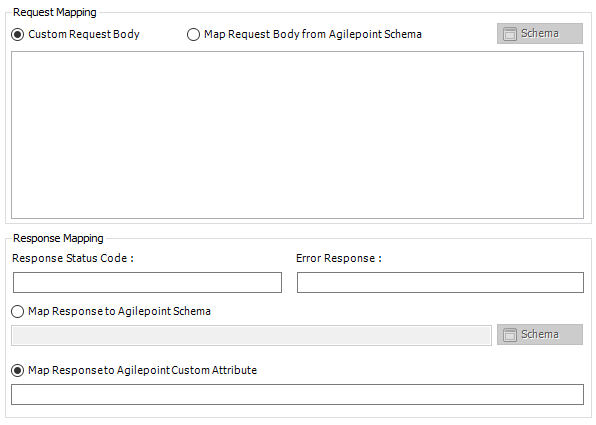 Request Mapping
Custom Request Body Map Request Body from Agilepoint Schema Schema
Response Mapping
Response Status Code : Error Response :
Map Response to Agilepoint Schema
Schema
Map Response to Agilepoint Custom Attribute